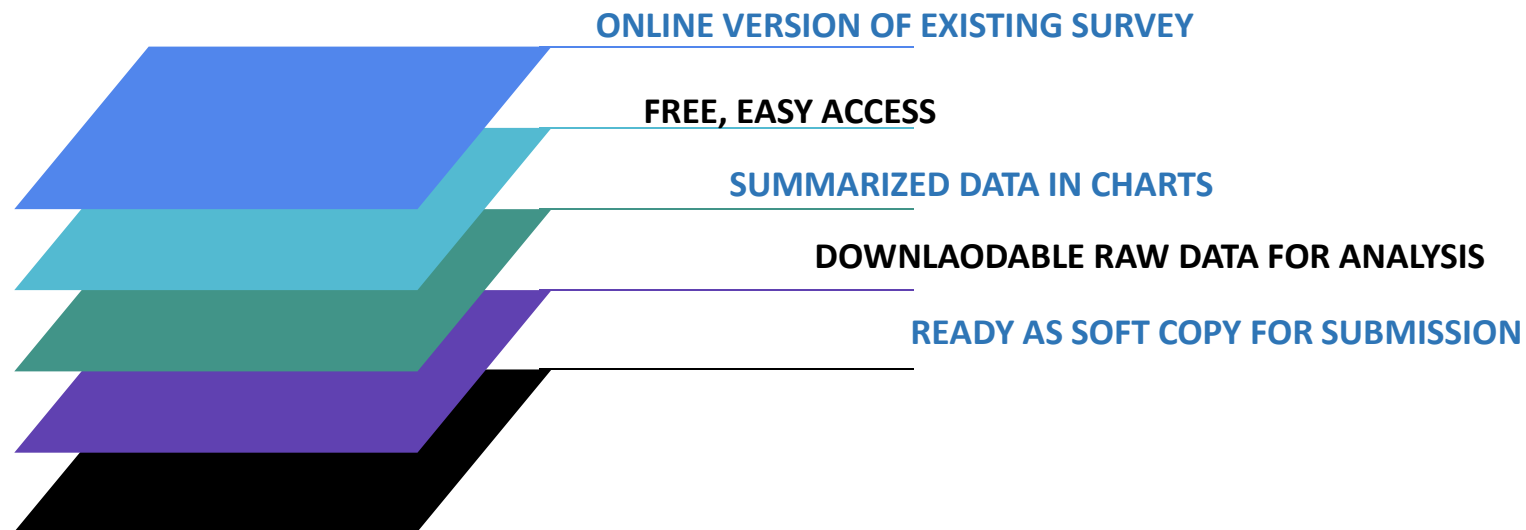 ONLINE VERSION OF EXISTING SURVEY
FREE, EASY ACCESS
SUMMARIZED DATA IN CHARTS
DOWNLAODABLE RAW DATA FOR ANALYSIS
READY AS SOFT COPY FOR SUBMISSION